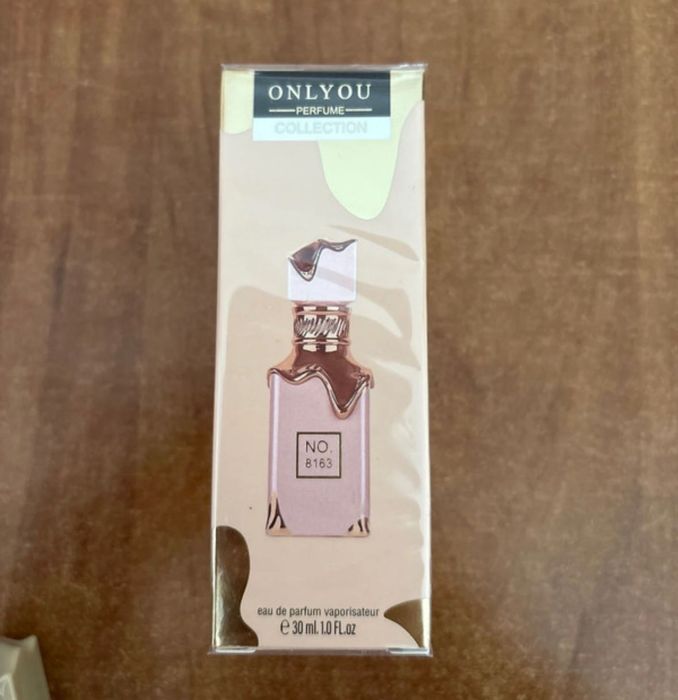 ONLYOU
PERFUME
COLLECTION
NO.
8163
eau de parfum vaporisateur
℮ 30 ml. 1.0 FL.oz